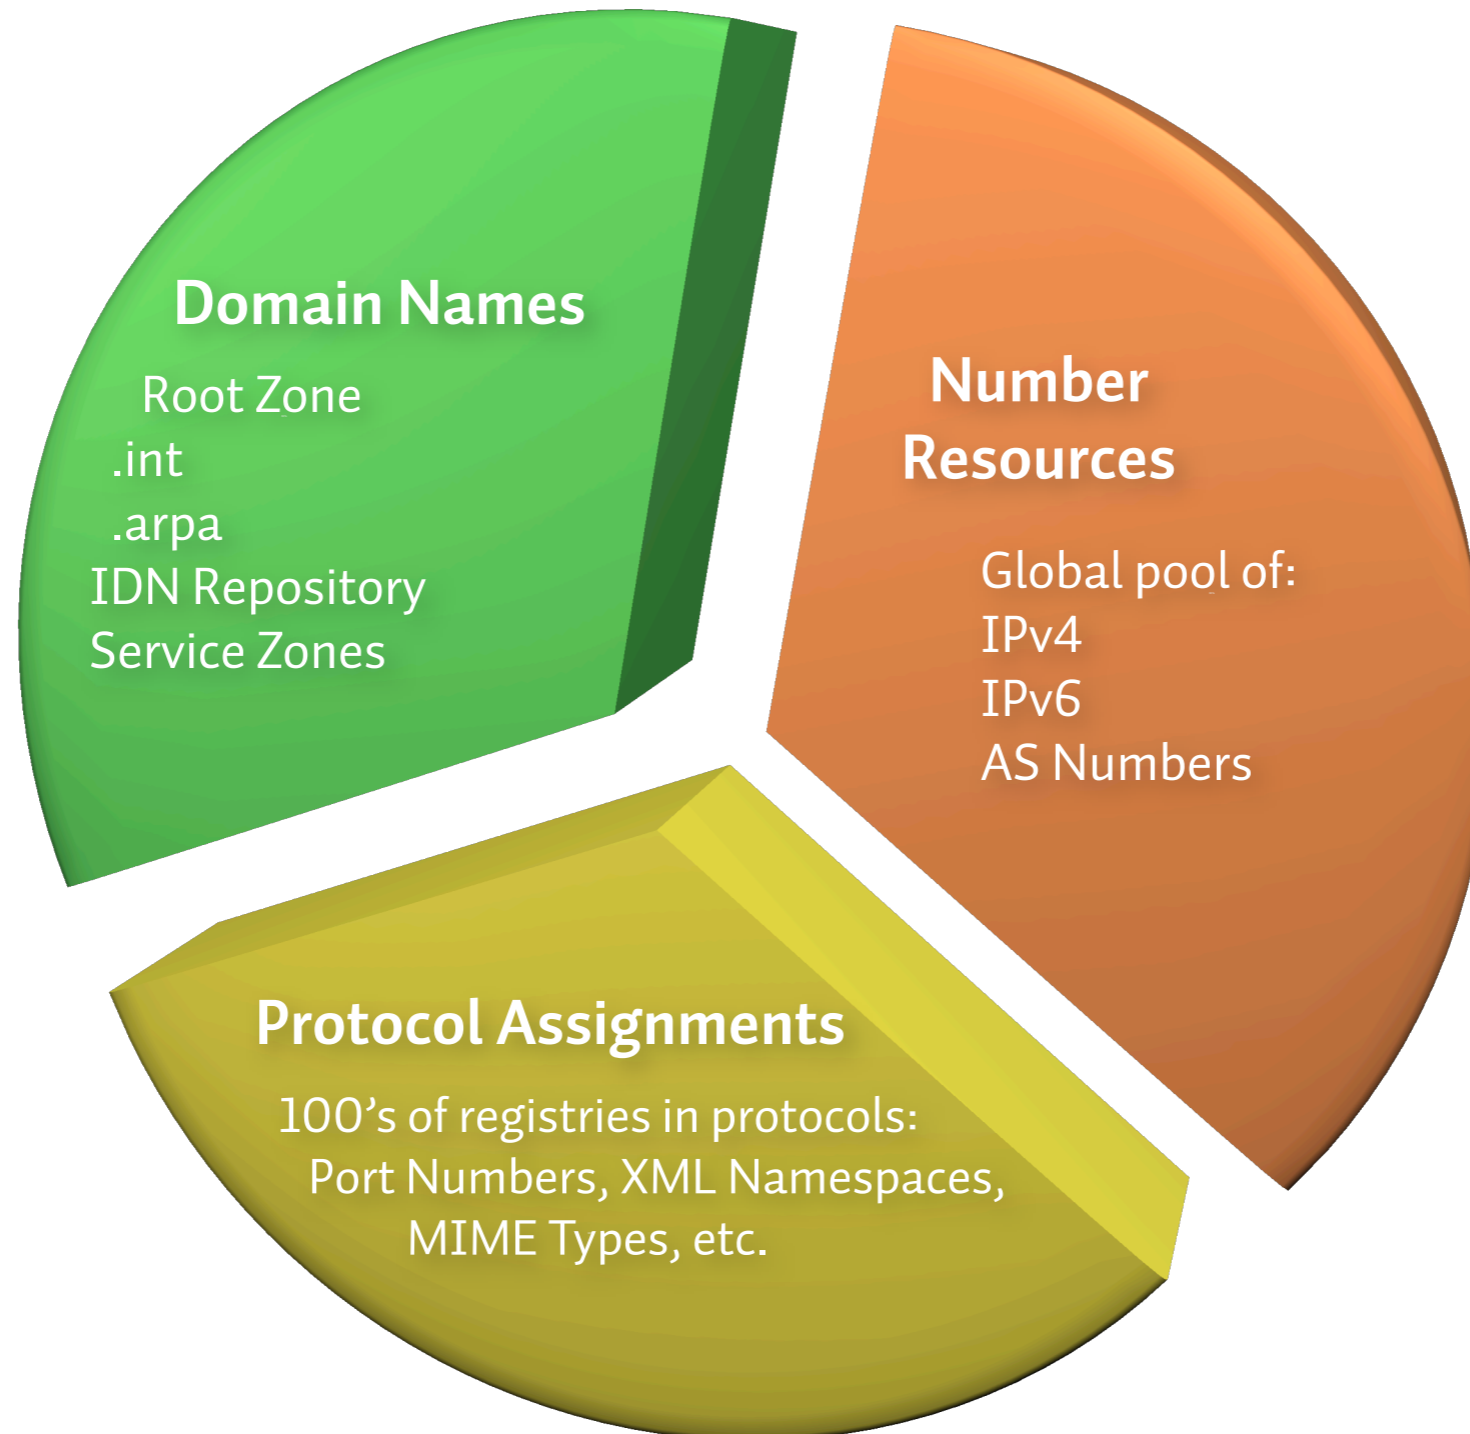 Domain Names
Root Zone
.int
.arpa
IDN Repository
Service Zones
Number
Resources
Global pool of:
IPv4
IPv6
AS Numbers
Protocol Assignments
100’s of registries in protocols:
Port Numbers, XML Namespaces,
MIME Types, etc.